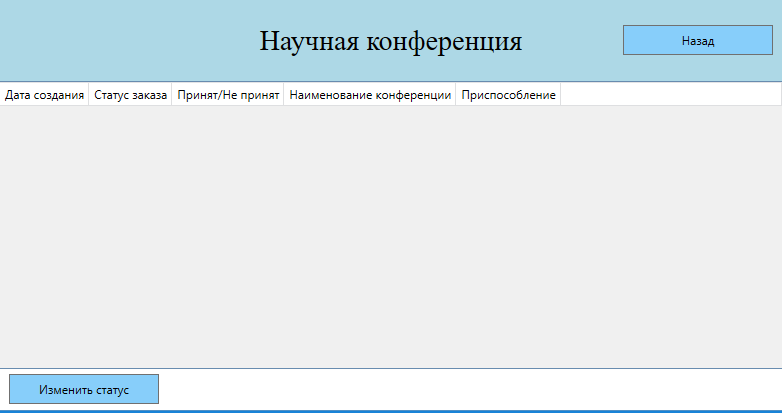 Научная конференция
Назад
Дата создания Статус заказа Принят/Не принят Наименование конференции Приспособление
Изменить статус